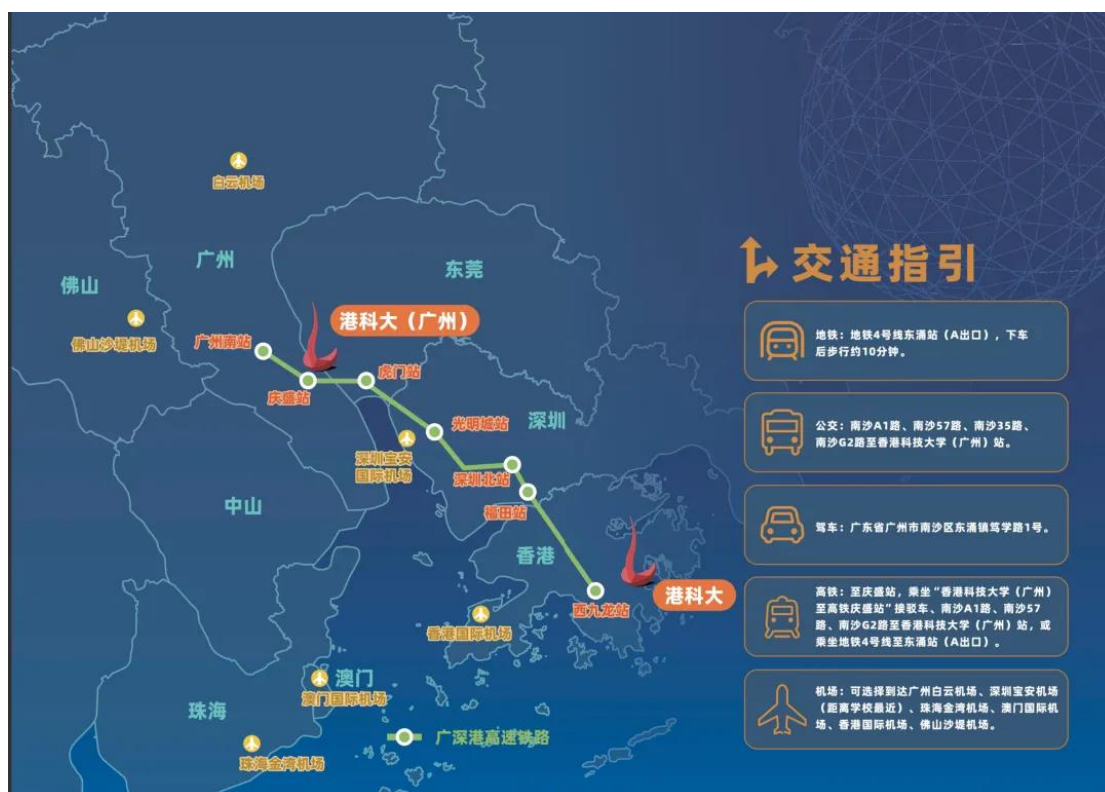 白云机场
广州
东莞
佛山
佛山沙堤机场
港科大（广州）
广州南站
虎门站
庆盛站
光明城站
深圳
深圳宝安
国际机场
深圳北站
福田站
中山
香港
港科大
西九龙站
香港国际机场
澳门
澳门国际机场
珠海
珠海金湾机场
广深港高速铁路
交通指引
地铁：地铁4号线东涌站（A出口），下车
后步行约10分钟。
公交：南沙A1路、南沙57路、南沙35路、
南沙G2路至香港科技大学（广州）站。
驾车：广东省广州市南沙区东涌镇笃学路1号。
高铁：至庆盛站，乘坐“香港科技大学（广州）
至高铁庆盛站”接驳车、南沙A1路、南沙57
路、南沙G2路至香港科技大学（广州）站，或
乘坐地铁4号线至东涌站（A出口）。
机场：可选择到达广州白云机场、深圳宝安机场
（距离学校最近）、珠海金湾机场、澳门国际机
场、香港国际机场、佛山沙堤机场。